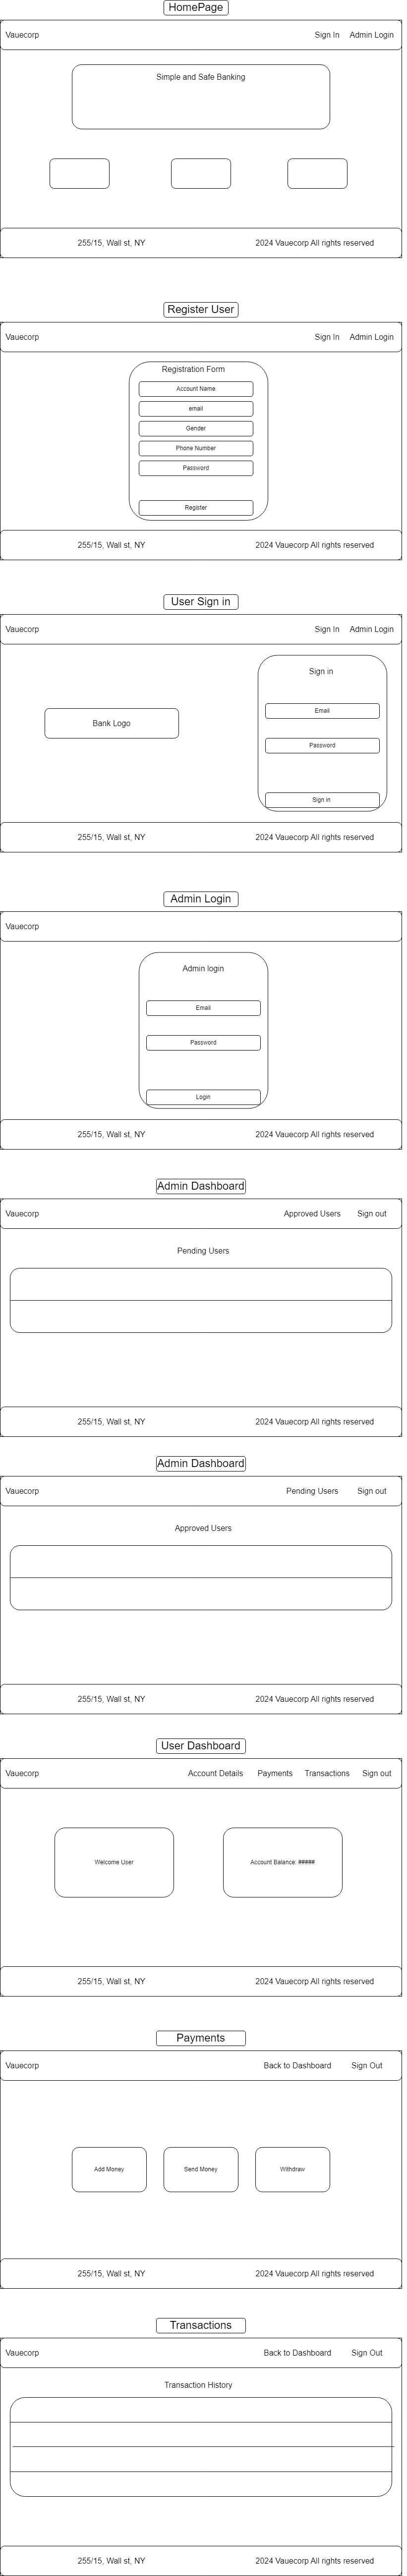 HomePage
Vauecorp Sign In Admin Login
Simple and Safe Banking
255/15, Wall st, NY 2024 Vauecorp All rights reserved
Register User
Vauecorp Sign In Admin Login
Registration Form
Account Name
email
Gender
Phone Number
Password
Register
255/15, Wall st, NY 2024 Vauecorp All rights reserved
User Sign in
Vauecorp Sign In Admin Login
Sign in
Email
Bank Logo
Password
Sign in
255/15, Wall st, NY 2024 Vauecorp All rights reserved
Admin Login
Vauecorp
Admin login
Email
Password
Login
255/15, Wall st, NY 2024 Vauecorp All rights reserved
Admin Dashboard
Vauecorp Approved Users Sign out
Pending Users
255/15, Wall st, NY 2024 Vauecorp All rights reserved
Admin Dashboard
Vauecorp Pending Users Sign out
Approved Users
255/15, Wall st, NY 2024 Vauecorp All rights reserved
User Dashboard
Vauecorp Account Details Payments Transactions Sign out
Welcome User Account Balance: #####
255/15, Wall st, NY 2024 Vauecorp All rights reserved
Payments
Vauecorp Back to Dashboard Sign Out
Add Money Send Money Withdraw
255/15, Wall st, NY 2024 Vauecorp All rights reserved
Transactions
Vauecorp Back to Dashboard Sign Out
Transaction History
255/15, Wall st, NY 2024 Vauecorp All rights reserved